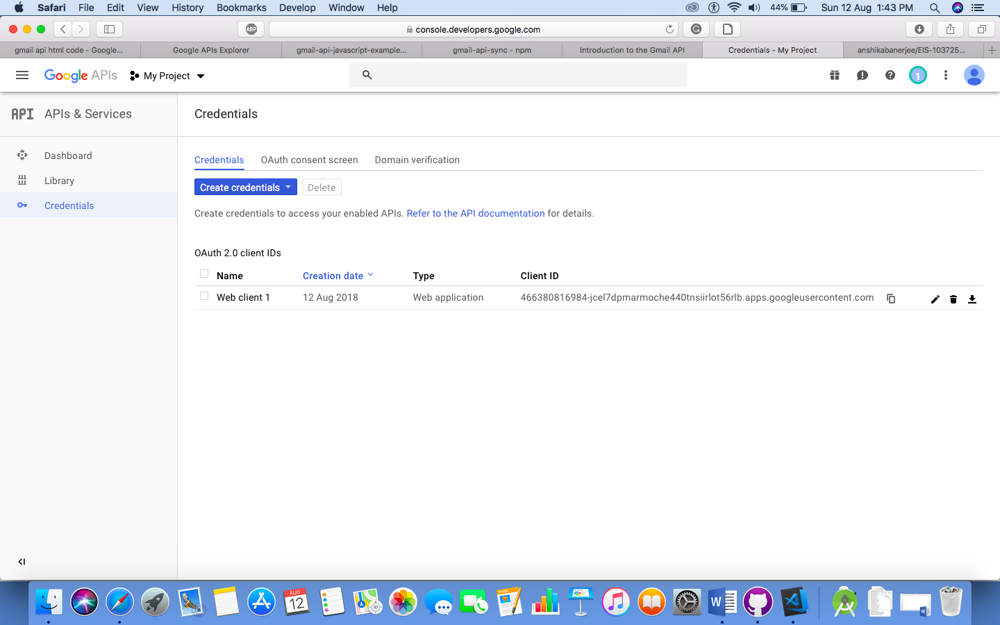 Safari File Edit View History Bookmarks Develop Window Help 44% Sun 12 Aug 1:43 PM
ABP console.developers.google.com
gmail api html code - Google... Google APIs Explorer gmail-api-javascript-example... gmail-api-sync - npm Introduction to the Gmail API Credentials - My Project anshikabanerjee/EIS-103725...
Google APIs My Project 1
API APIs & Services Credentials
Dashboard
Library
Credentials
Credentials OAuth consent screen Domain verification
Create credentials Delete
Create credentials to access your enabled APIs. Refer to the API documentation for details.
OAuth 2.0 client IDs
Name Creation date Type Client ID
Web client 1 12 Aug 2018 Web application 466380816984-jcel7dpmarmoche440tnsiirlot56rlb.apps.googleusercontent.com
AUG
12
3D
TXT